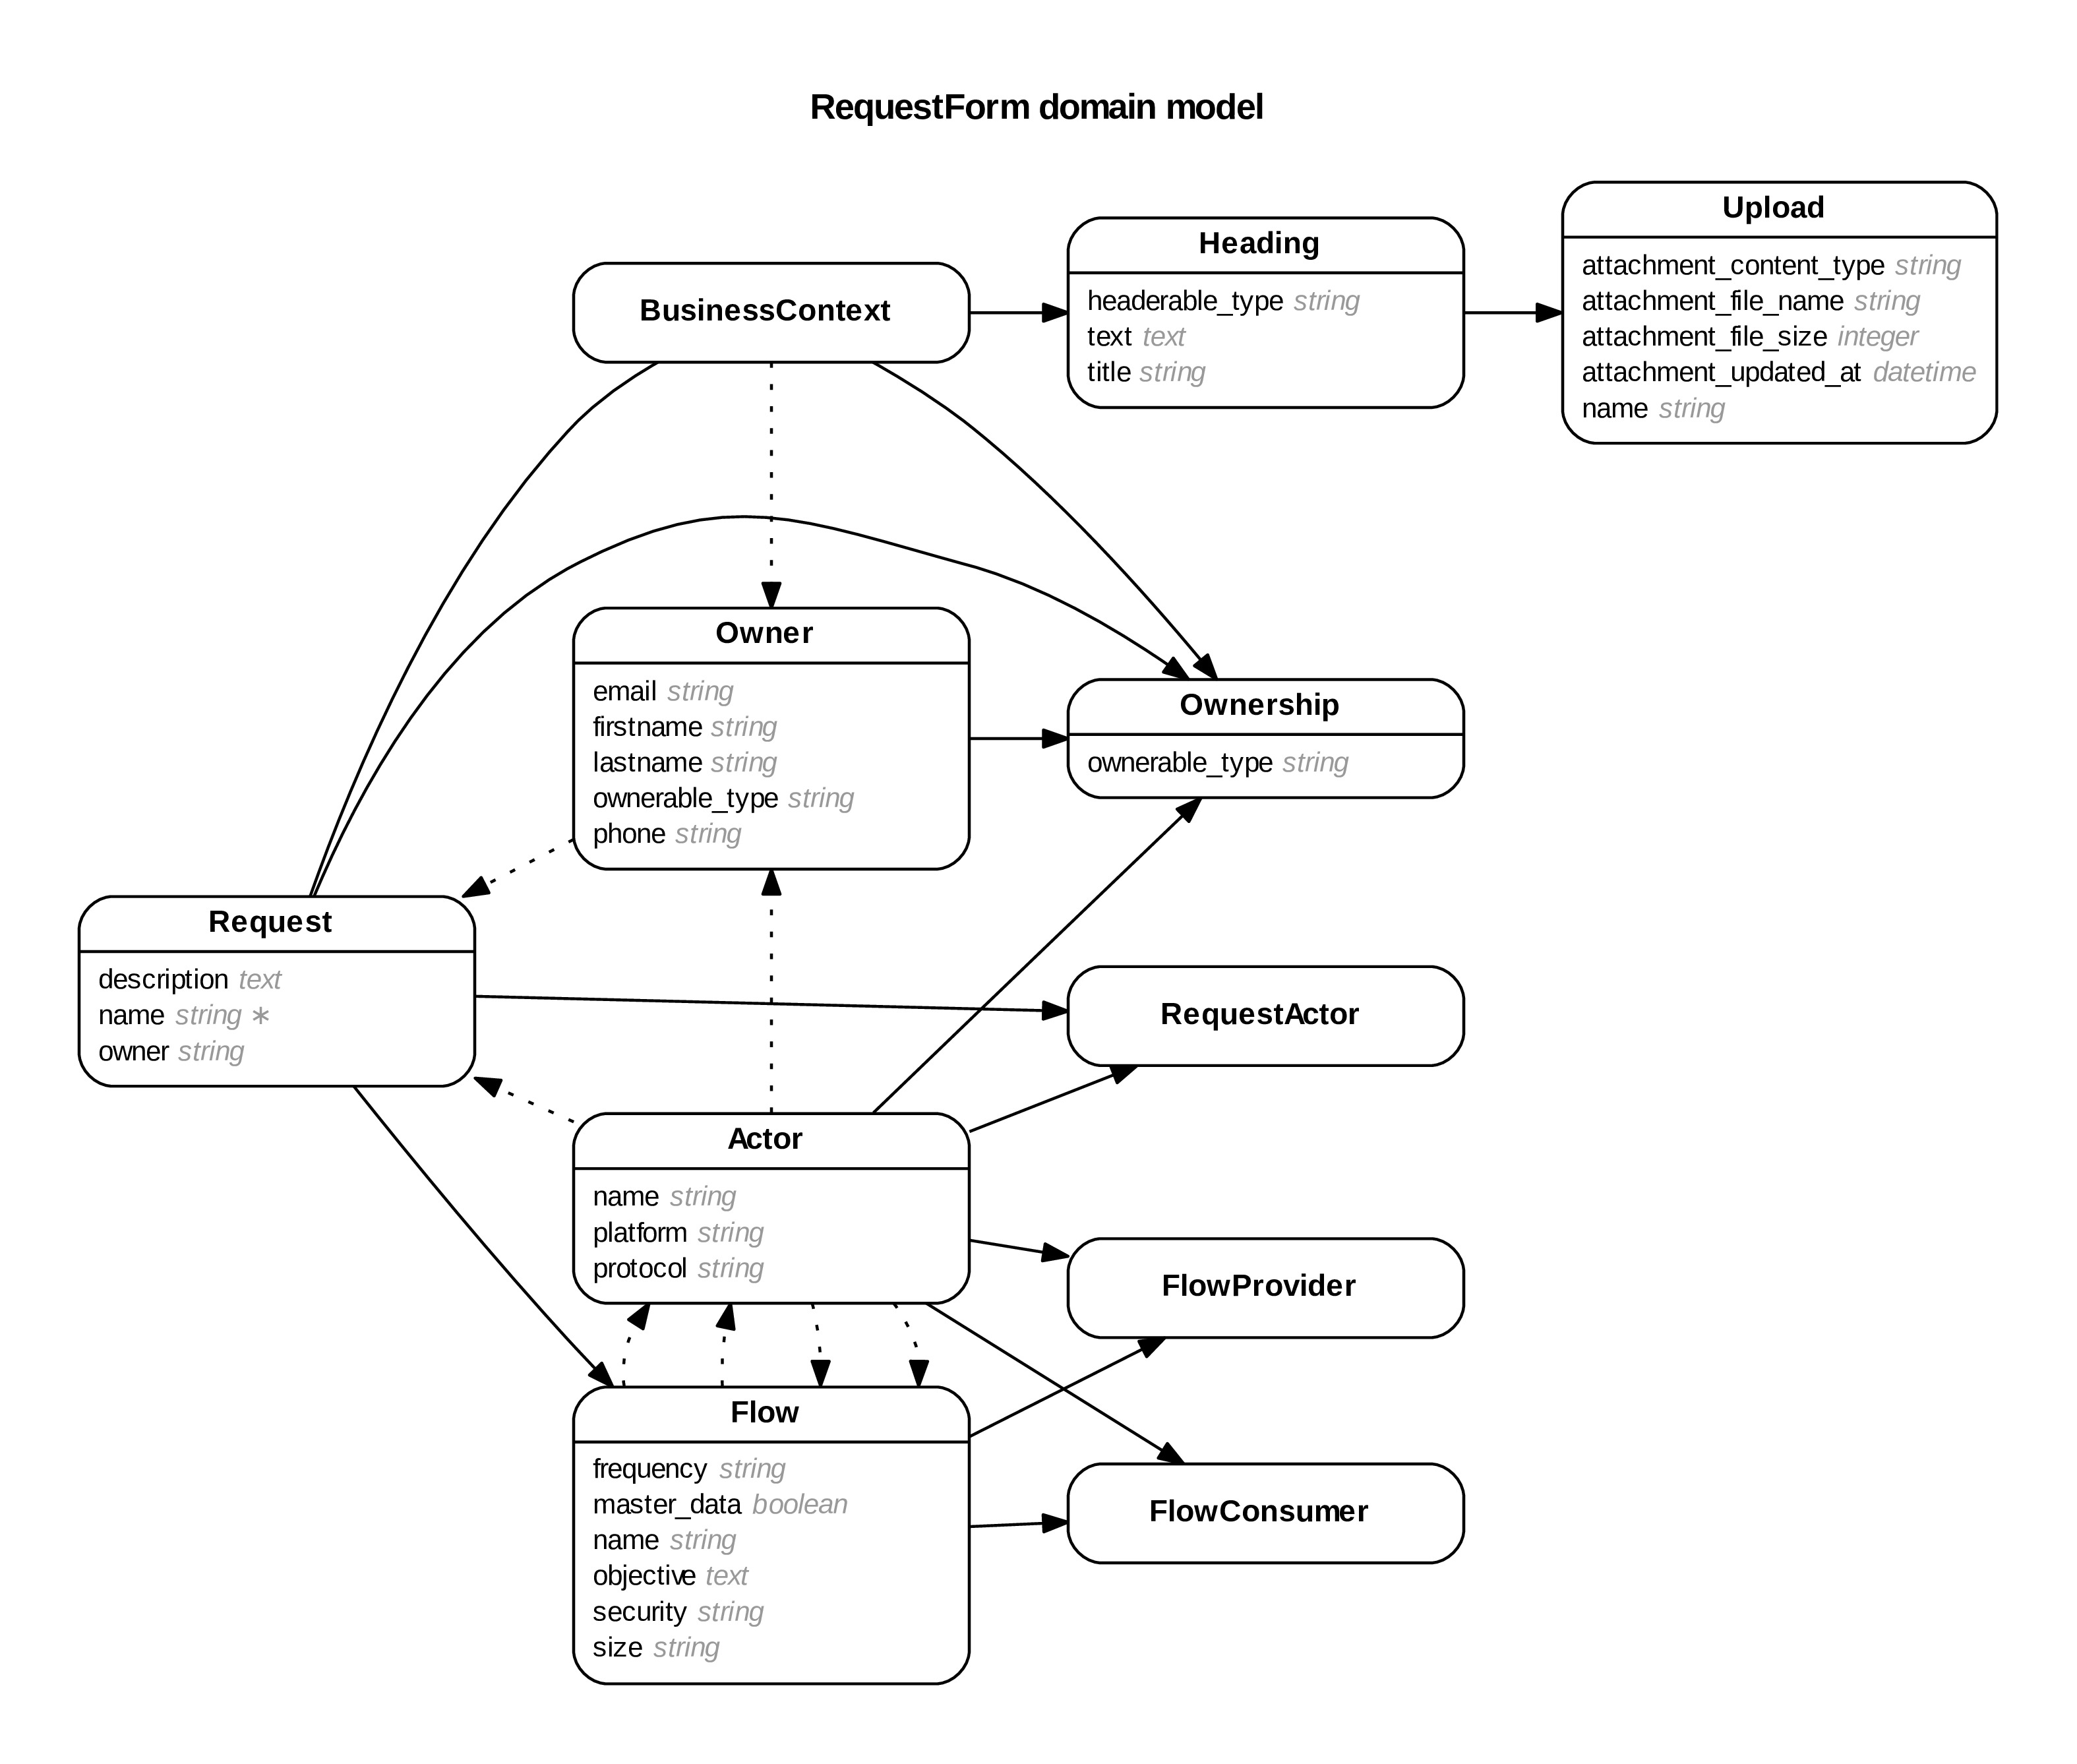 RequestForm domain model
Upload
attachment_content_type string
attachment_file_name string
attachment_file_size integer
attachment_updated_at datetime
name string
Heading
headerable_type string
text text
title string
BusinessContext
Owner
email string
firstname string
lastname string
ownerable_type string
phone string
Ownership
ownerable_type string
Request
description text
name string ∗
owner string
RequestActor
Actor
name string
platform string
protocol string
FlowProvider
Flow
frequency string
master_data boolean
name string
objective text
security string
size string
FlowConsumer